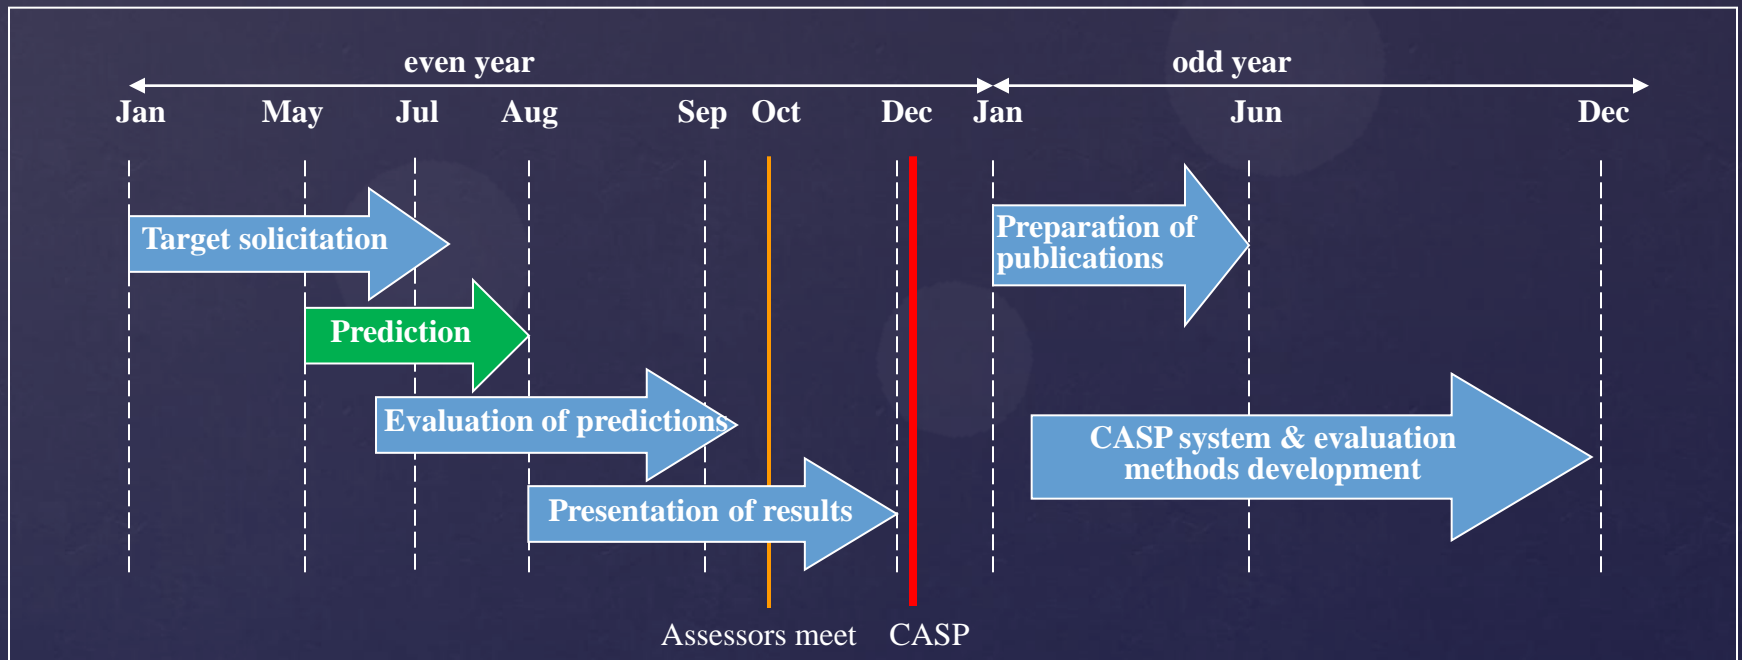 even year
odd year
Jan May Jul Aug Sep Oct Dec Jan Jun Dec
Target solicitation
Preparation of
publications
Prediction
Evaluation of predictions
CASP system & evaluation
methods development
Presentation of results
Assessors meet
CASP